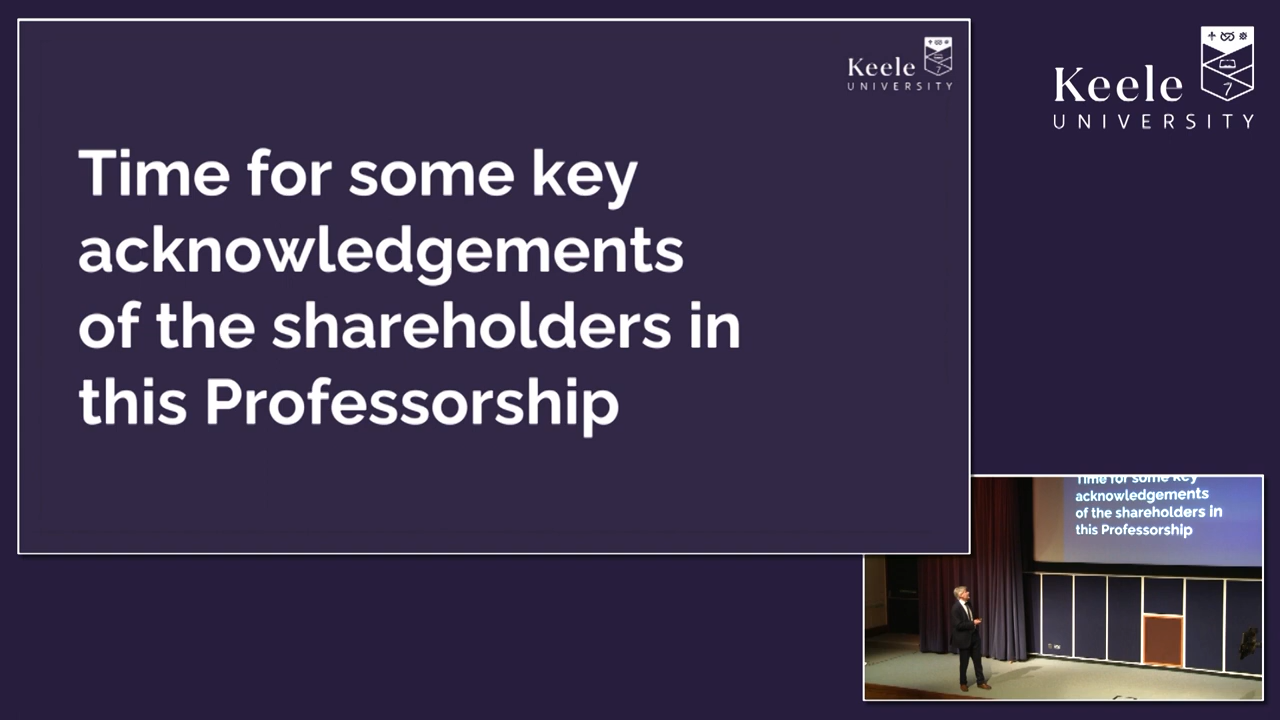 Keele
UNIVERSITY
Time for some key
acknowledgements
of the shareholders in
this Professorship
Keele
UNIVERSITY
Time for some key
acknowledgements
of the shareholders in
this Professorship